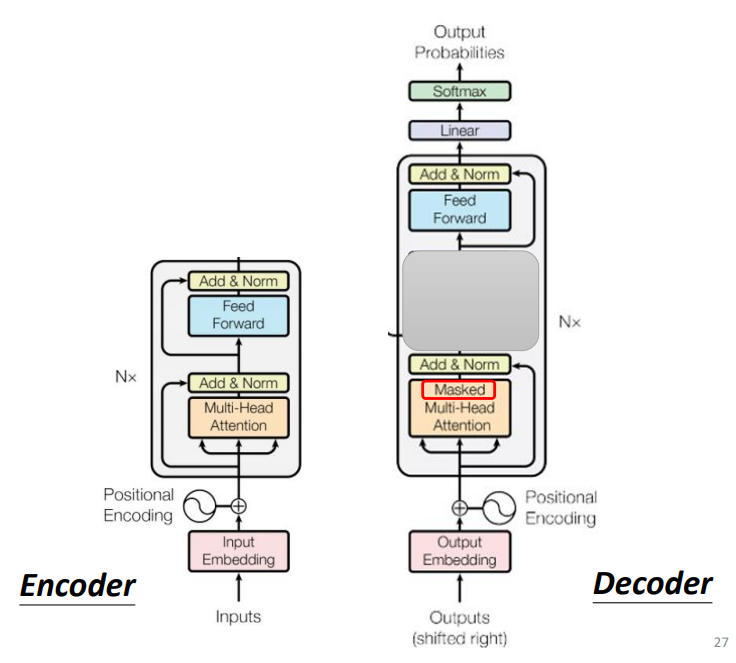 Output
Probabilities
Softmax
Linear
Add & Norm
Feed
Forward
Nx
Add & Norm
Masked
Multi-Head
Attention
Positional
Encoding
Output
Embedding
Outputs
(shifted right)
Decoder
Add & Norm
Feed
Forward
Nx
Add & Norm
Multi-Head
Attention
Positional
Encoding
Input
Embedding
Inputs
Encoder
27